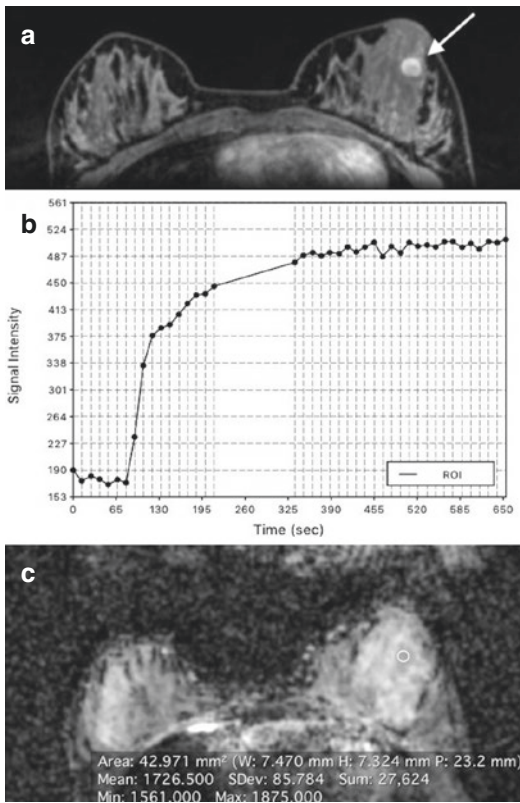 a
b
561
524
487
450
413
375
338
301
264
227
190
153
Signal Intensity
ROI
0 65 130 195 260 325 390 455 520 585 650
Time (sec)
c
Area: 42.971 mm² (W: 7.470 mm H: 7.324 mm P: 23.2 mm)
Mean: 1726.500 SDev: 85.784 Sum: 27,624
Min: 1561.000 Max: 1875.000